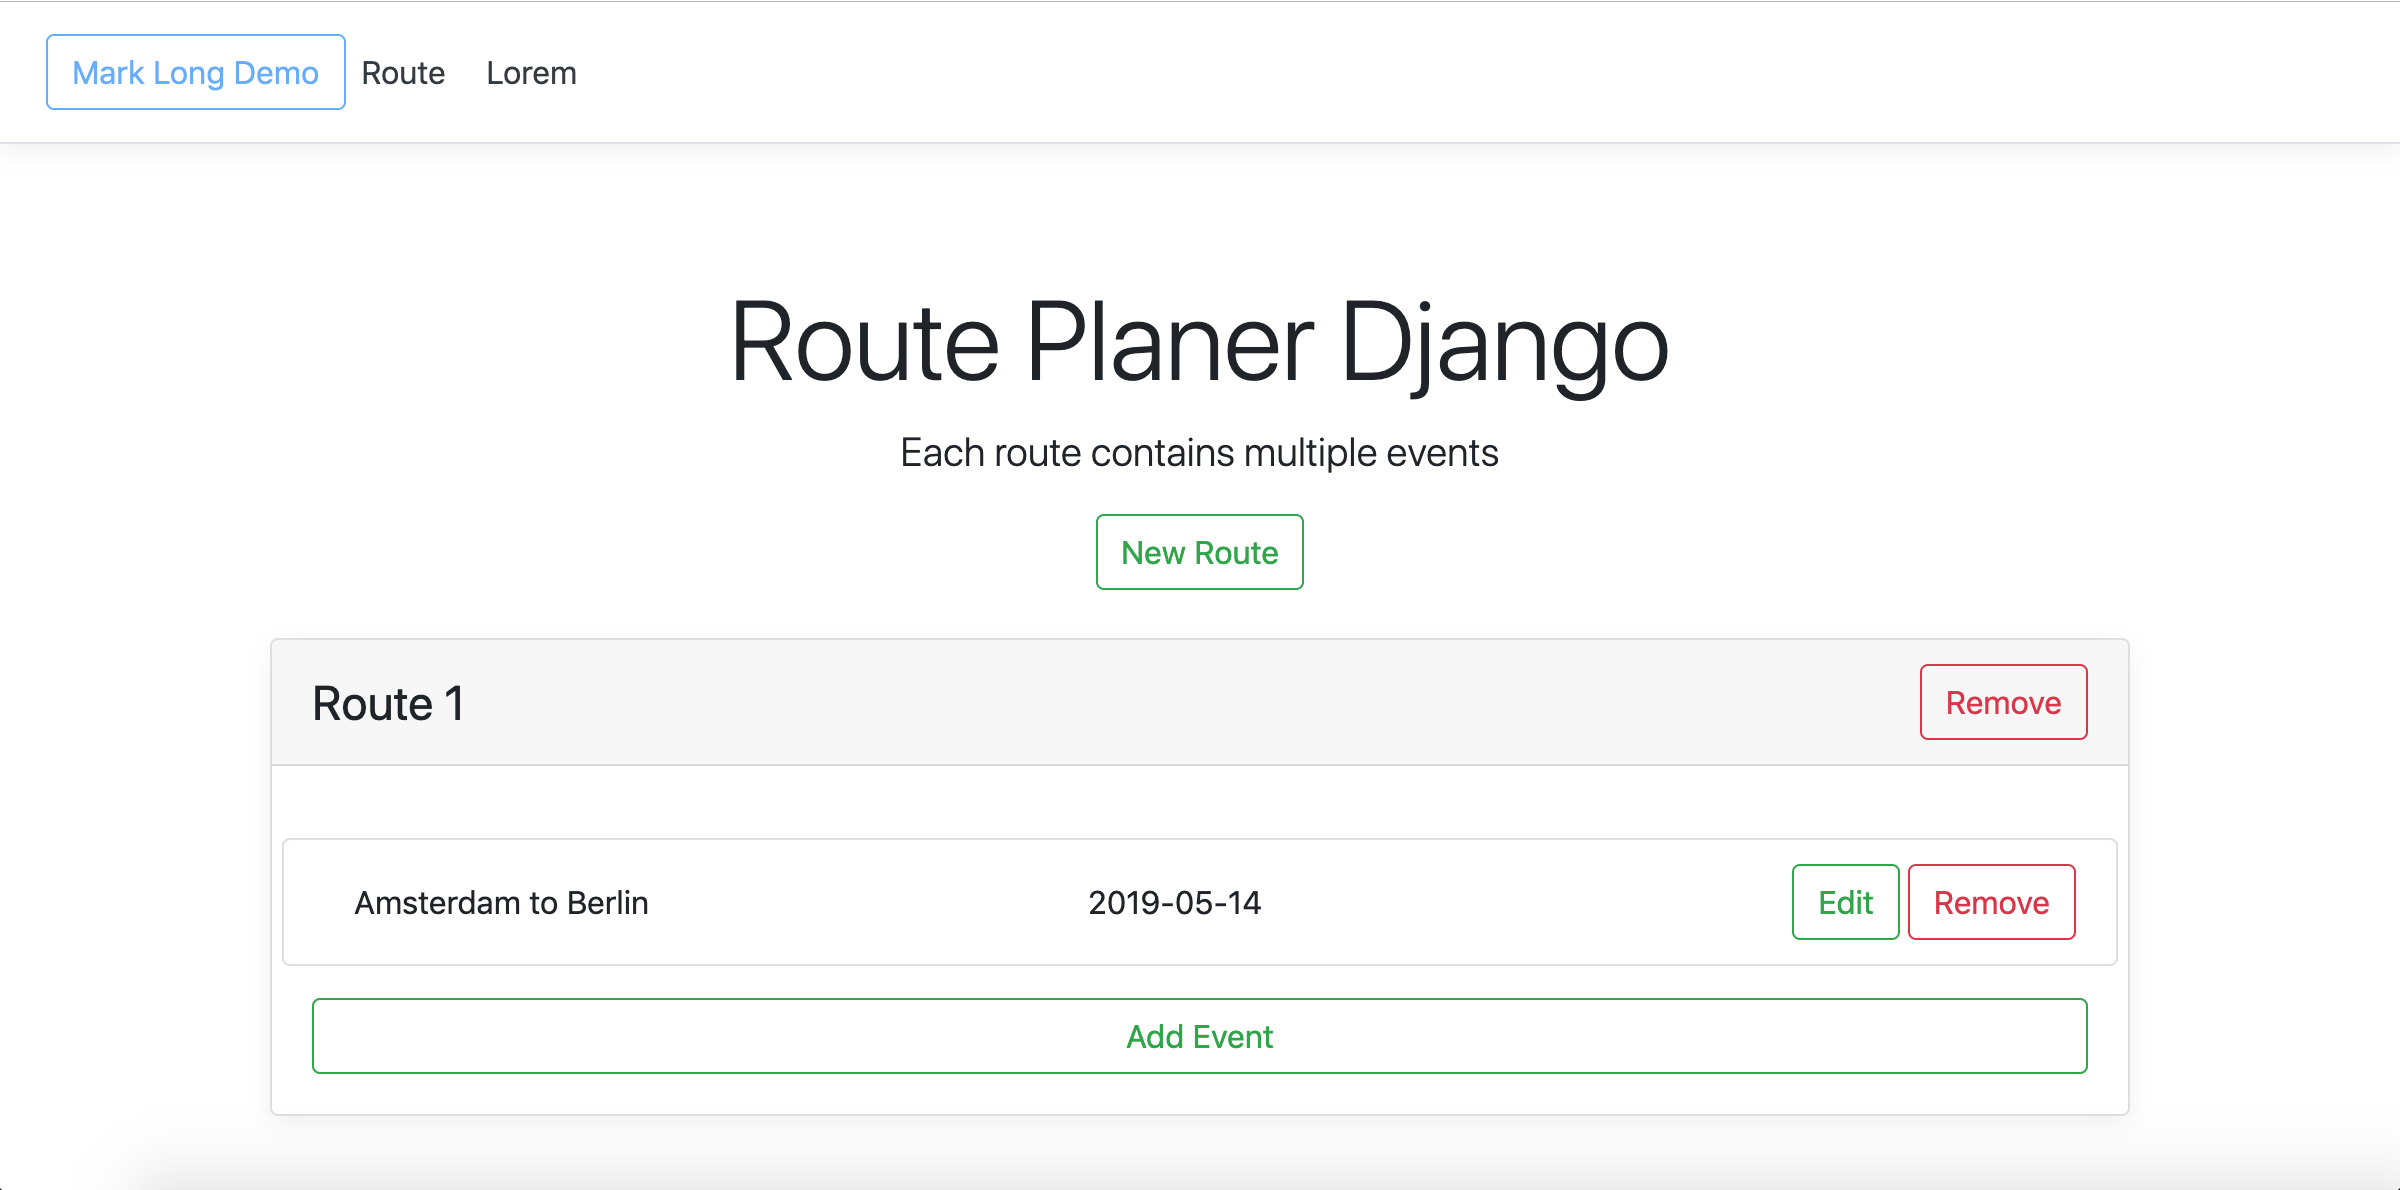 Mark Long Demo Route Lorem
Route Planer Django
Each route contains multiple events
New Route
Route 1 Remove
Amsterdam to Berlin 2019-05-14 Edit Remove
Add Event